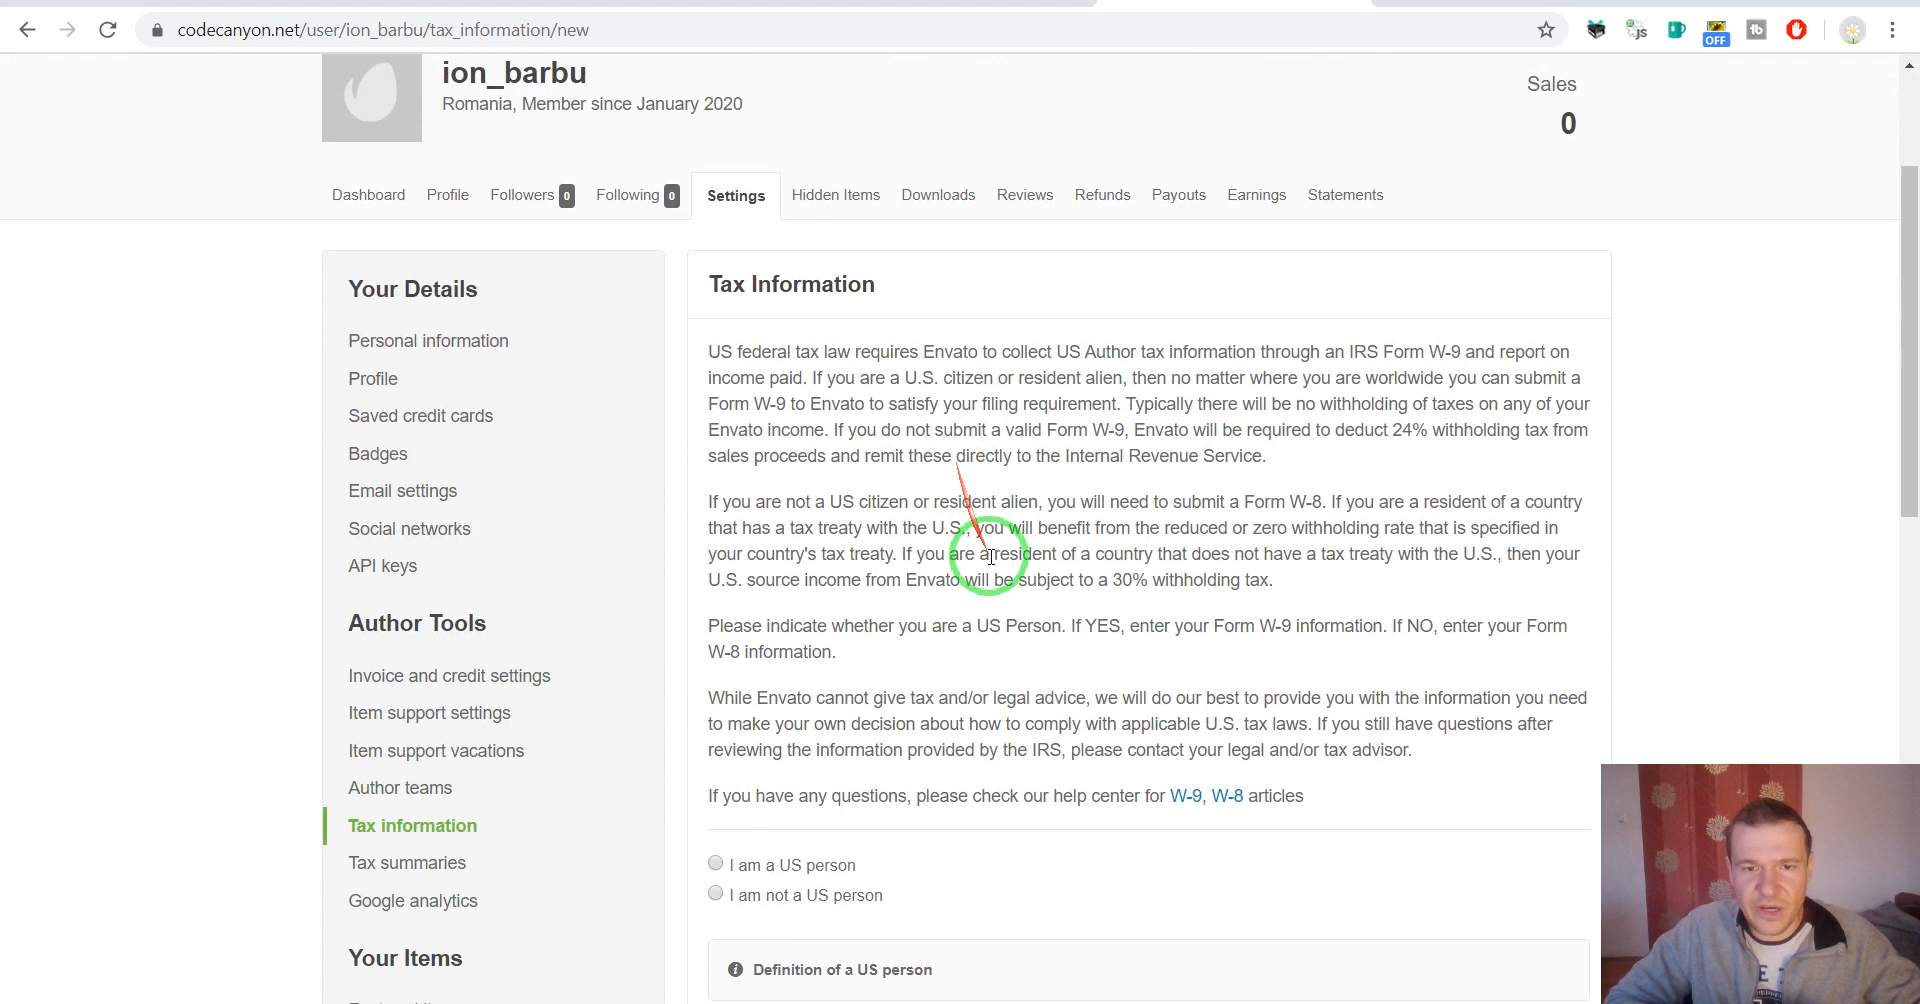 codecanyon.net/user/ion_barbu/tax_information/new
JS
OFF
tb
ion_barbu
Romania, Member since January 2020
Sales
0
Dashboard Profile Followers 0 Following 0 Settings Hidden Items Downloads Reviews Refunds Payouts Earnings Statements
Your Details
Personal information
Profile
Saved credit cards
Badges
Email settings
Social networks
API keys
Author Tools
Invoice and credit settings
Item support settings
Item support vacations
Author teams
Tax information
Tax summaries
Google analytics
Your Items
Tax Information
US federal tax law requires Envato to collect US Author tax information through an IRS Form W-9 and report on
income paid. If you are a U.S. citizen or resident alien, then no matter where you are worldwide you can submit a
Form W-9 to Envato to satisfy your filing requirement. Typically there will be no withholding of taxes on any of your
Envato income. If you do not submit a valid Form W-9, Envato will be required to deduct 24% withholding tax from
sales proceeds and remit these directly to the Internal Revenue Service.
If you are not a US citizen or resident alien, you will need to submit a Form W-8. If you are a resident of a country
that has a tax treaty with the U.S., you will benefit from the reduced or zero withholding rate that is specified in
your country's tax treaty. If you are a resident of a country that does not have a tax treaty with the U.S., then your
U.S. source income from Envato will be subject to a 30% withholding tax.
Please indicate whether you are a US Person. If YES, enter your Form W-9 information. If NO, enter your Form
W-8 information.
While Envato cannot give tax and/or legal advice, we will do our best to provide you with the information you need
to make your own decision about how to comply with applicable U.S. tax laws. If you still have questions after
reviewing the information provided by the IRS, please contact your legal and/or tax advisor.
If you have any questions, please check our help center for W-9, W-8 articles
I am a US person
I am not a US person
Definition of a US person